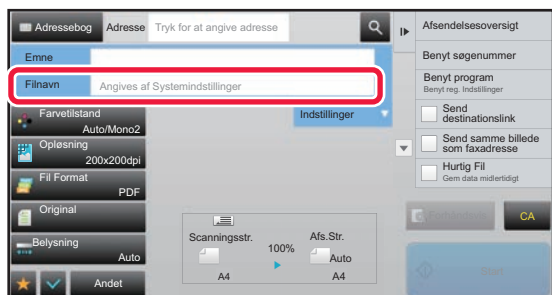 Adressebog
Adresse
Tryk for at angive adresse
Emne
Filnavn
Angives af Systemindstillinger
Farvetilstand
Auto/Mono2
Opløsning
200x200dpi
Fil Format
PDF
Original
Belysning
Auto
Andet
Indstillinger
Scanningsstr.
A4
100%
Afs.Str.
Auto
A4
Afsendelsesoversigt
Benyt søgenummer
Benyt program
Benyt reg. Indstillinger
Send
destinationslink
Send samme billede
som faxadresse
Hurtig Fil
Gem data midlertidigt
CA
Start